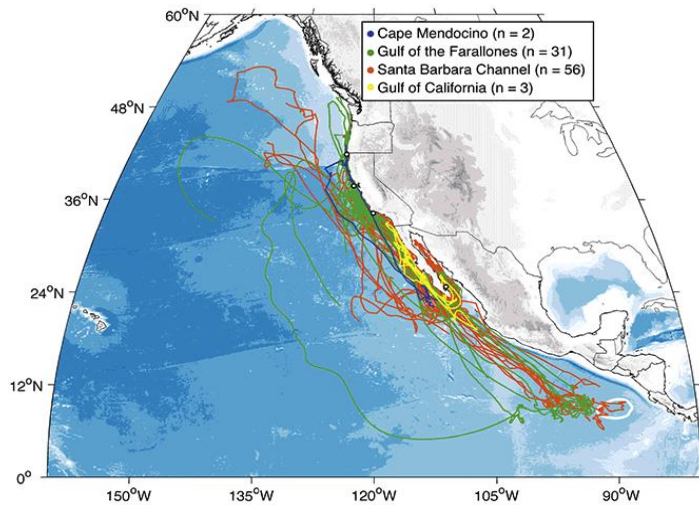 60°N
Cape Mendocino (n = 2)
Gulf of the Farallones (n = 31)
Santa Barbara Channel (n = 56)
Gulf of California (n = 3)
48°N
36°N
24°N
12°N
0°
150°W
135°W
120°W
105°W
90°W